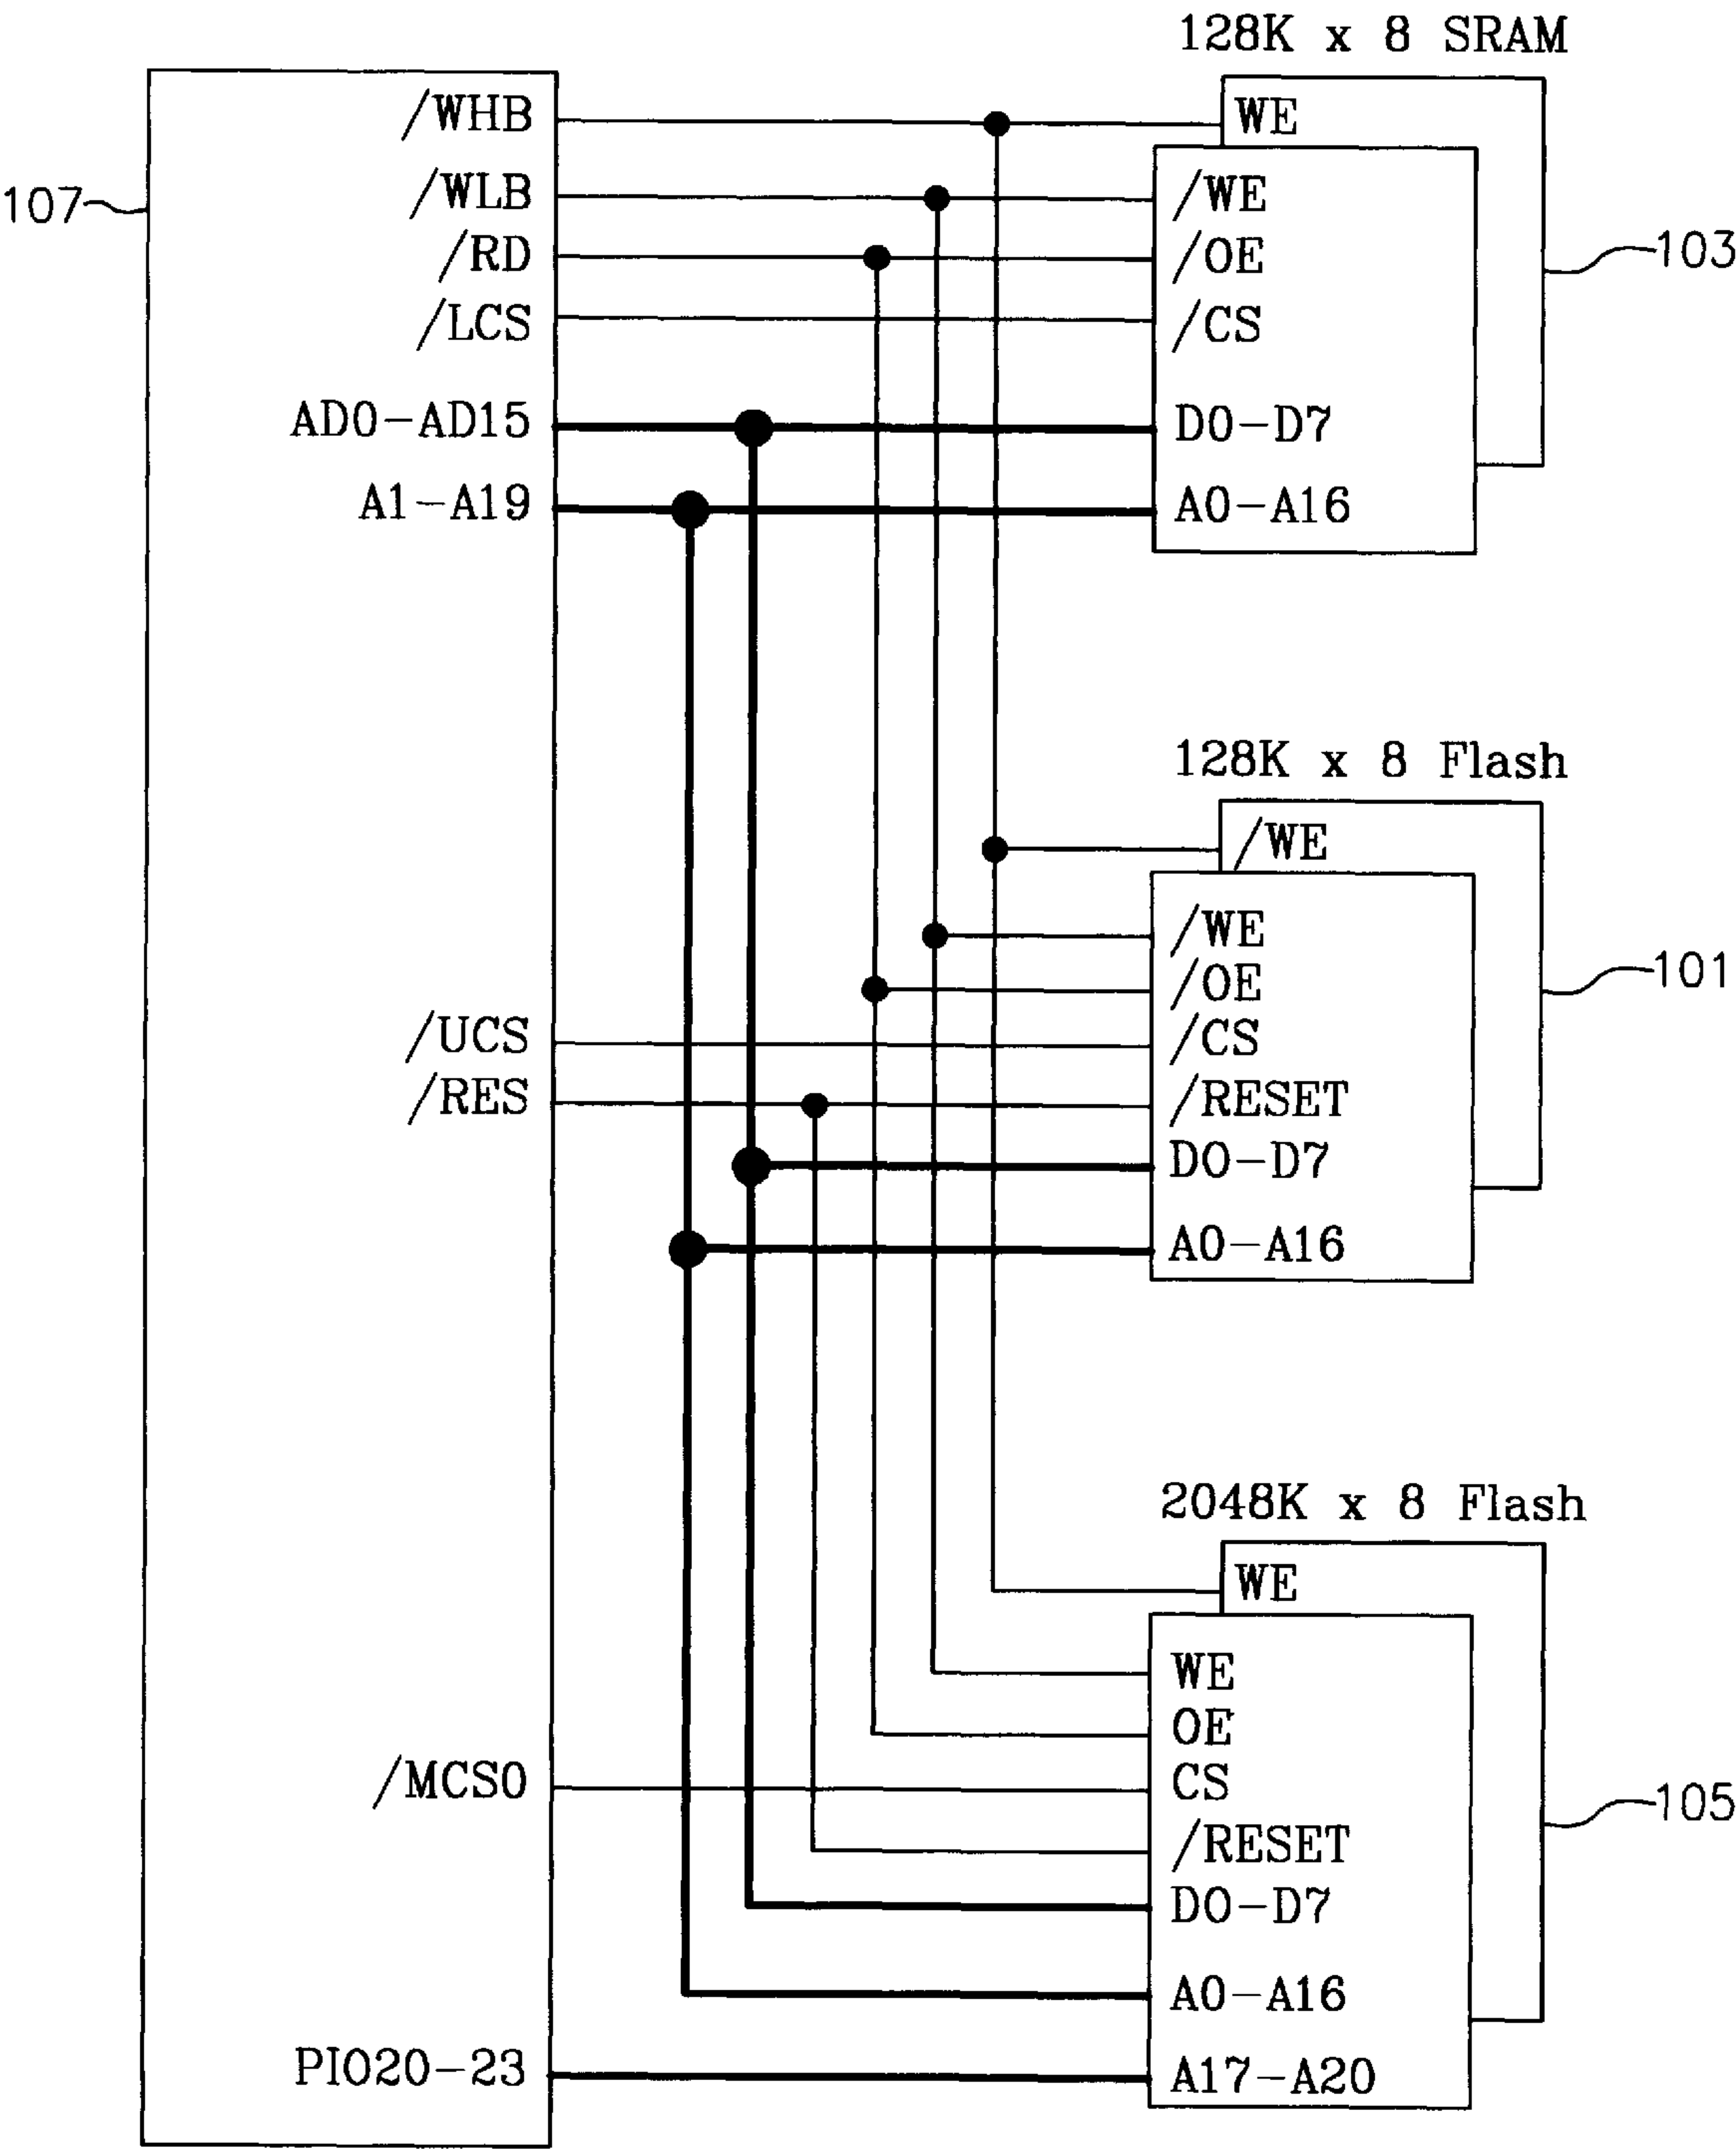 128K x 8 SRAM
107
/WHB
/WLB
/RD
/LCS
AD0-AD15
A1-A19
WE
/WE
/OE
/CS
D0-D7
A0-A16
103
128K x 8 Flash
/WE
/WE
/OE
/CS
/RESET
D0-D7
A0-A16
101
/UCS
/RES
2048K x 8 Flash
WE
WE
OE
CS
/RESET
D0-D7
A0-A16
A17-A20
105
/MCS0
PIO20-23